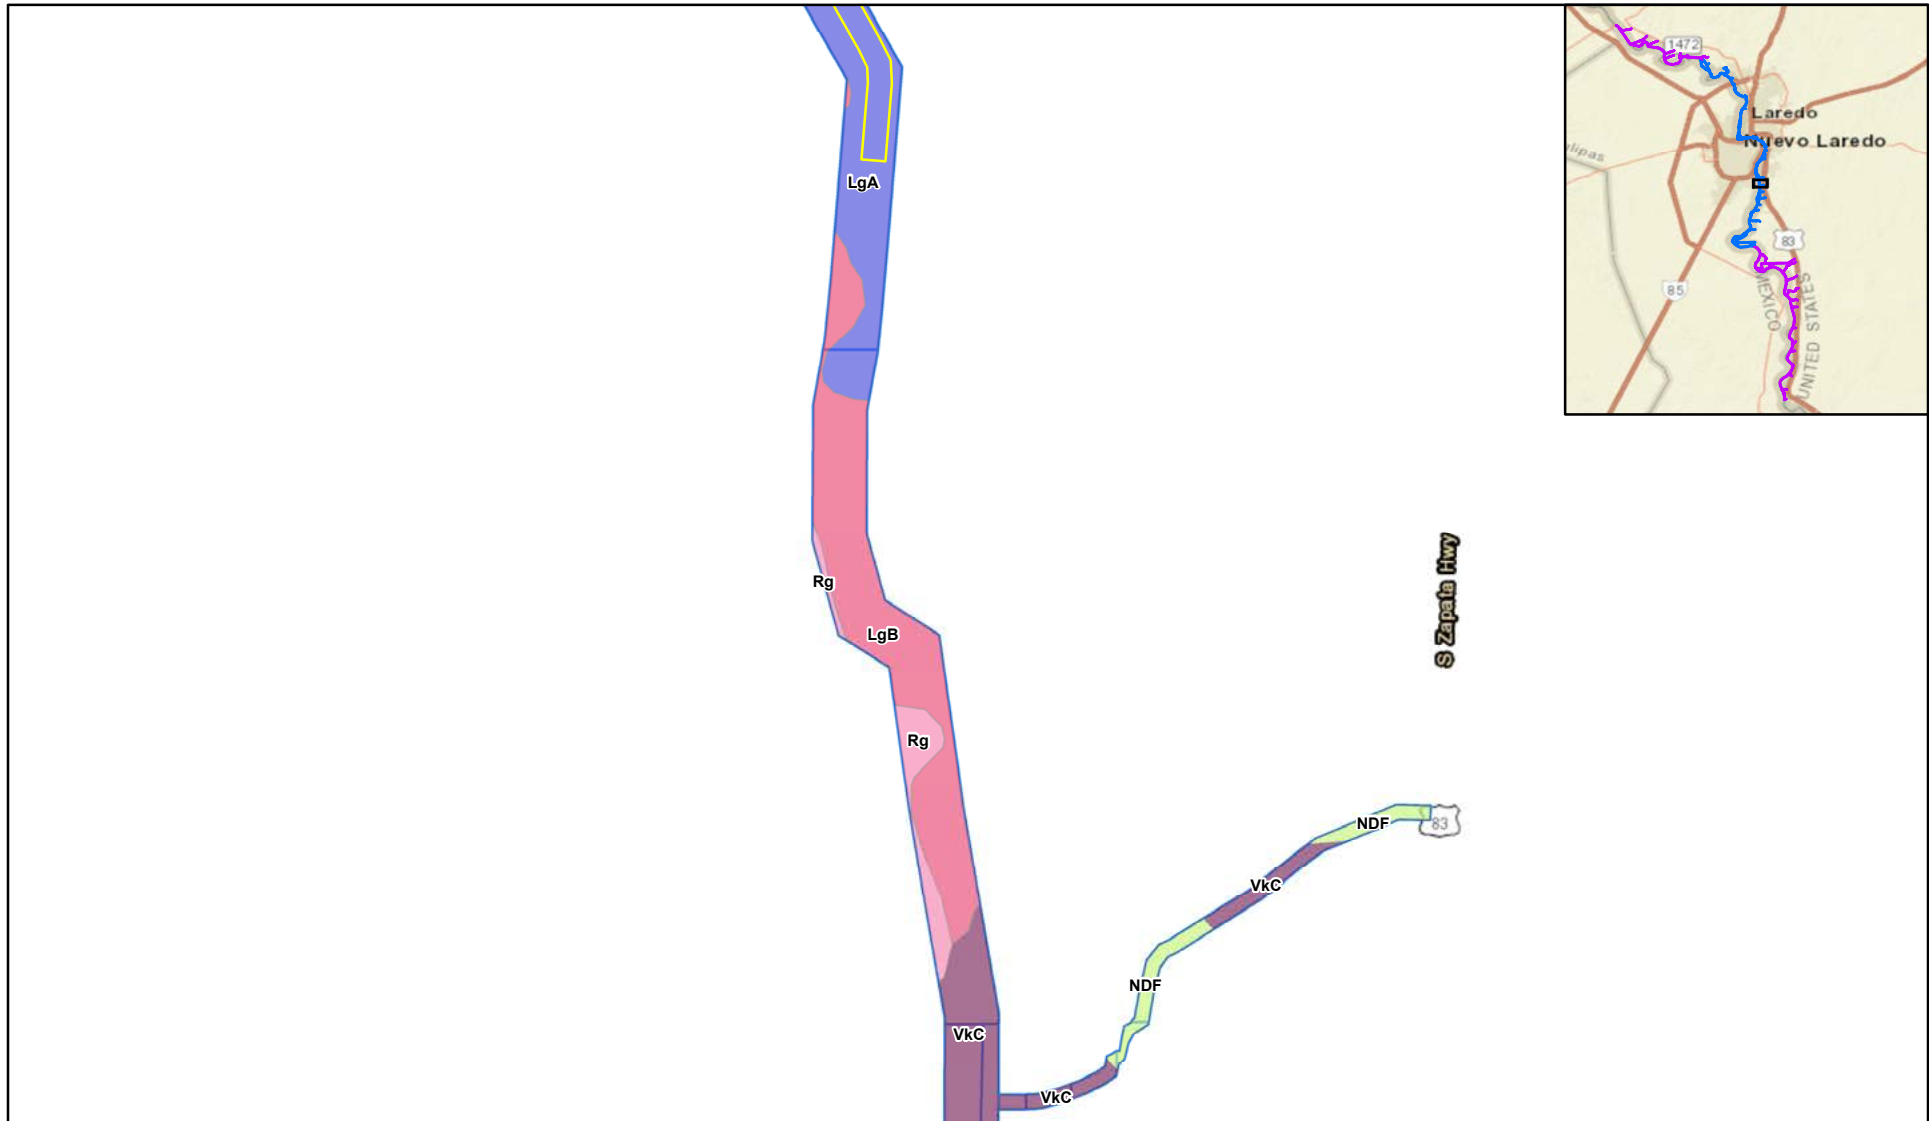 LgA
Rg
LgB
Rg
VkC
VkC
NDF
VkC
NDF
83
S Zapata Hwy
1472
Laredo
Nuevo Laredo
lipas
83
85
MEXICO
UNITED STATES